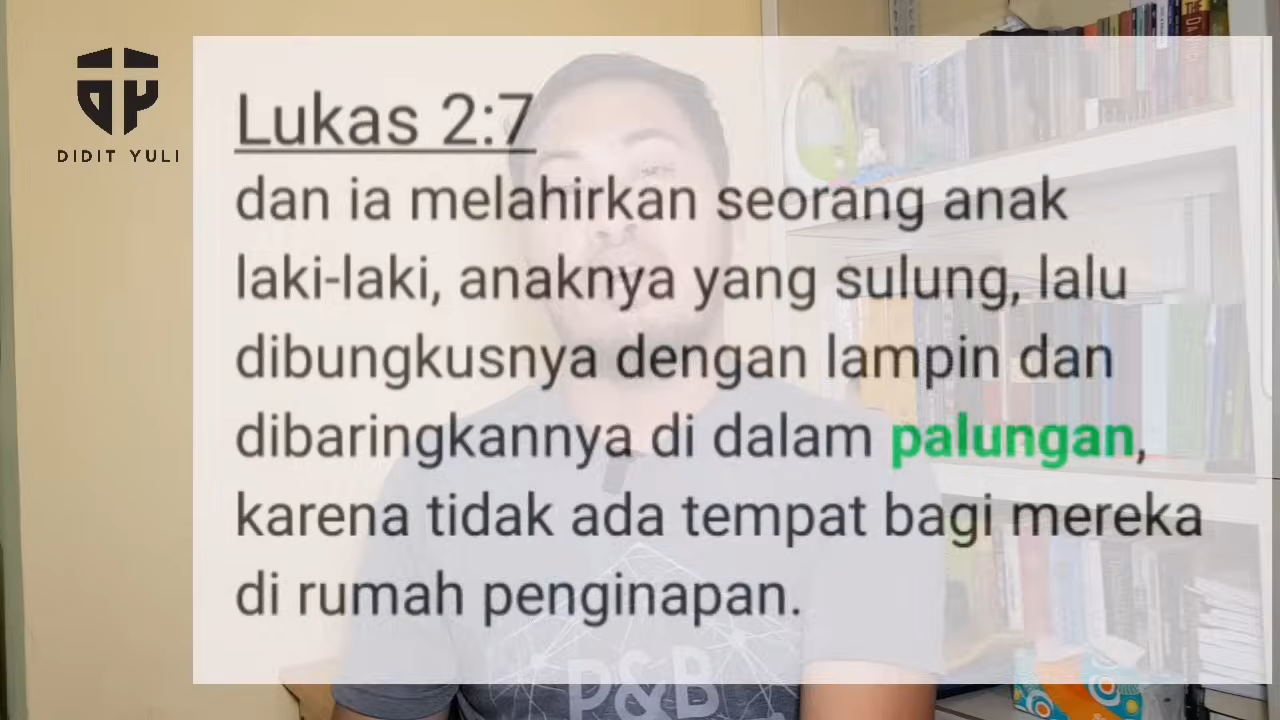 DIDIT YULI
Lukas 2:7
dan ia melahirkan seorang anak
laki-laki, anaknya yang sulung, lalu
dibungkusnya dengan lampin dan
dibaringkannya di dalam palungan,
karena tidak ada tempat bagi mereka
di rumah penginapan.
P&B